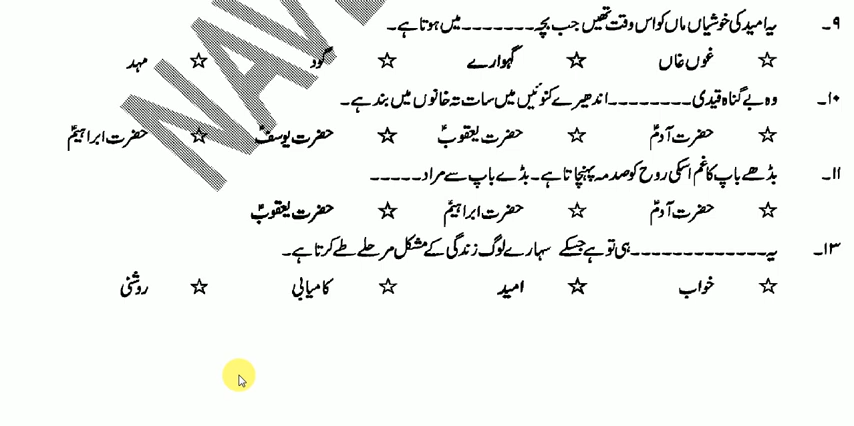 ۹۔ یہ امید کی خوشیاں ماں کو اس وقت تھیں جب بچہ۔۔۔۔۔۔۔میں ہوتا ہے۔
☆ غوں غاں ☆ گہوارے ☆ گود ☆ مہد
۱۰۔ وہ بے گناہ قیدی۔۔۔۔۔۔۔۔اندھیرے کنوئیں میں سات تہ خانوں میں بند ہے۔
☆ حضرت آدمؑ ☆ حضرت یعقوبؑ ☆ حضرت یوسفؑ ☆ حضرت ابراہیمؑ
۱۱۔ بڈھے باپ کا غم اسکی روح کو صدمہ پہنچاتا ہے۔ بڈے باپ سے مراد۔۔۔۔۔
☆ حضرت آدمؑ ☆ حضرت ابراہیمؑ ☆ حضرت یعقوبؑ
۱۳۔ یہ۔۔۔۔۔۔۔۔۔۔۔۔۔ہی تو ہے جسکے سہارے لوگ زندگی کے مشکل مرحلے طے کرتا ہے۔
☆ خواب ☆ امید ☆ کامیابی ☆ روشنی
NAVE